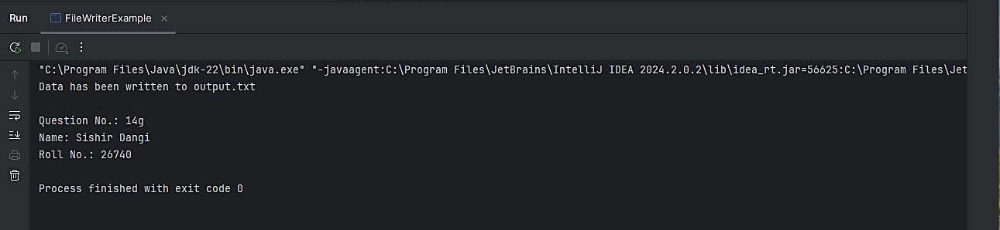 Run FileWriterExample
"C:\Program Files\Java\jdk-22\bin\java.exe" "-javaagent:C:\Program Files\JetBrains\IntelliJ IDEA 2024.2.0.2\lib\idea_rt.jar=56625:C:\Program Files\Jet
Data has been written to output.txt
Question No.: 14g
Name: Sishir Dangi
Roll No.: 26740
Process finished with exit code 0